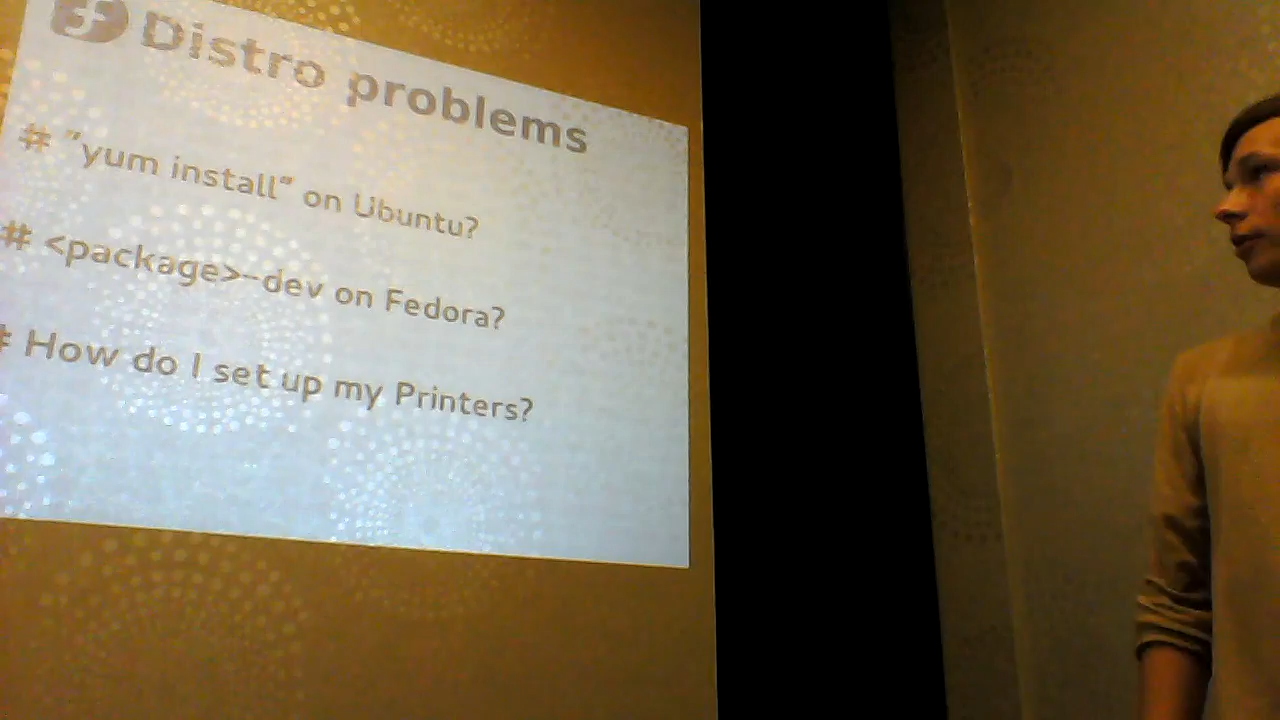 Distro problems
# "yum install" on Ubuntu?
# <package>-dev on Fedora?
# How do I set up my Printers?